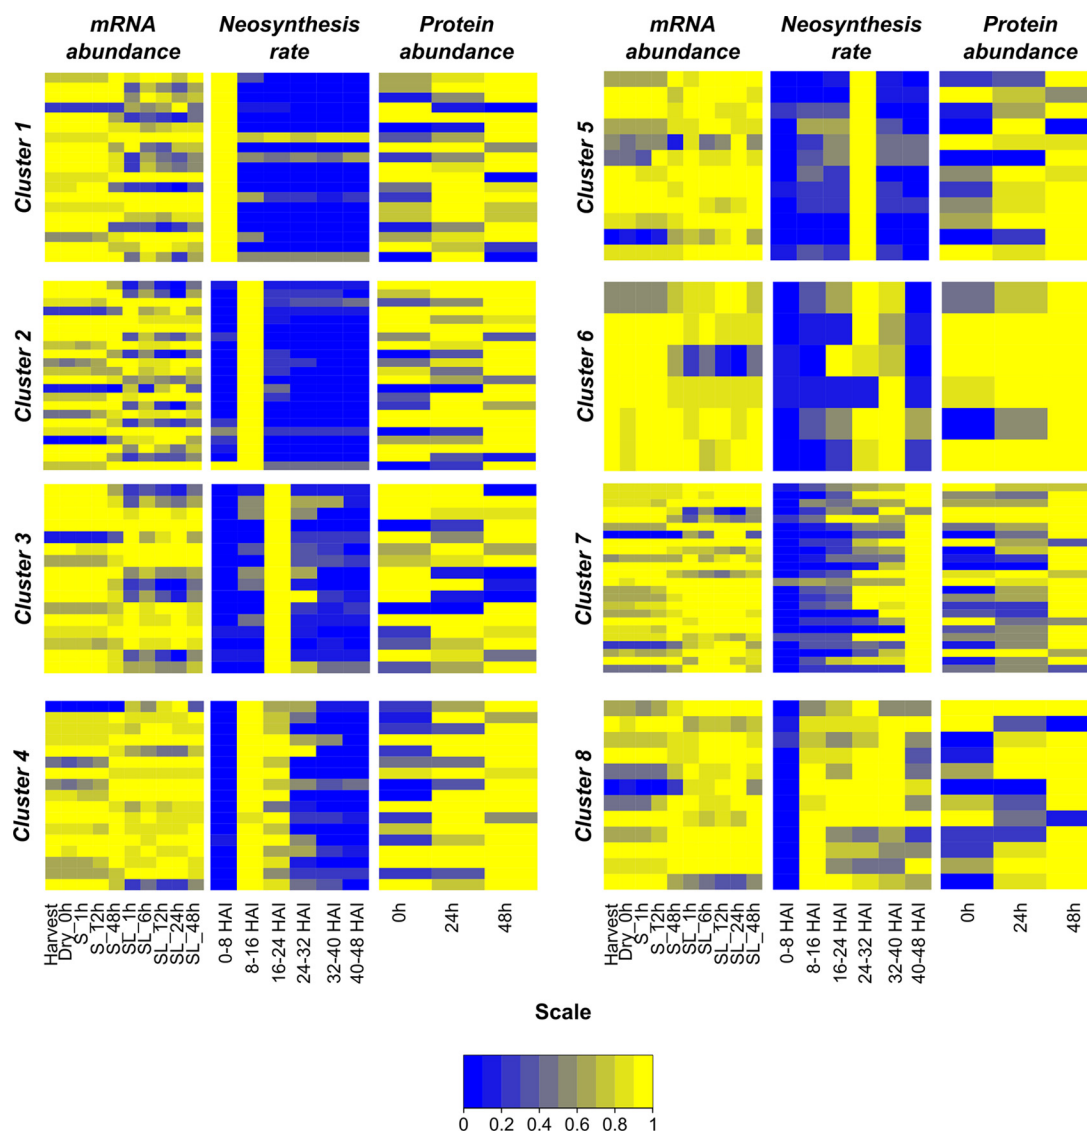 mRNA abundance
Neosynthesis rate
Protein abundance
mRNA abundance
Neosynthesis rate
Protein abundance
Cluster 1
Cluster 5
Cluster 2
Cluster 6
Cluster 3
Cluster 7
Cluster 4
Cluster 8
Harvest
Dry_0h
S_1h
S_12h
S_48h
SL_1h
SL_6h
SL_12h
SL_24h
SL_48h
0-8 HAI
8-16 HAI
16-24 HAI
24-32 HAI
32-40 HAI
40-48 HAI
0h
24h
48h
Harvest
Dry_0h
S_1h
S_12h
S_48h
SL_1h
SL_6h
SL_12h
SL_24h
SL_48h
0-8 HAI
8-16 HAI
16-24 HAI
24-32 HAI
32-40 HAI
40-48 HAI
0h
24h
48h
Scale
0 0.2 0.4 0.6 0.8 1